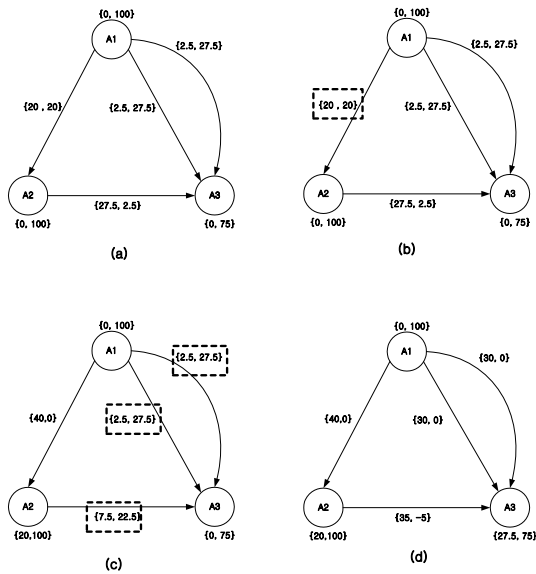 {0, 100}
A1
{2.5, 27.5}
{20 , 20}
{2.5, 27.5}
A2
A3
{27.5, 2.5}
{0, 100}
{0, 75}
(a)
{0, 100}
A1
{2.5, 27.5}
{20 , 20}
{2.5, 27.5}
A2
A3
{27.5, 2.5}
{0, 100}
{0, 75}
(b)
{0, 100}
A1
{2.5, 27.5}
{40,0}
{2.5, 27.5}
A2
A3
{7.5, 22.5}
{20,100}
{0, 75}
(c)
{0, 100}
A1
{30, 0}
{40,0}
{30, 0}
A2
A3
{35, -5}
{20,100}
{27.5, 75}
(d)